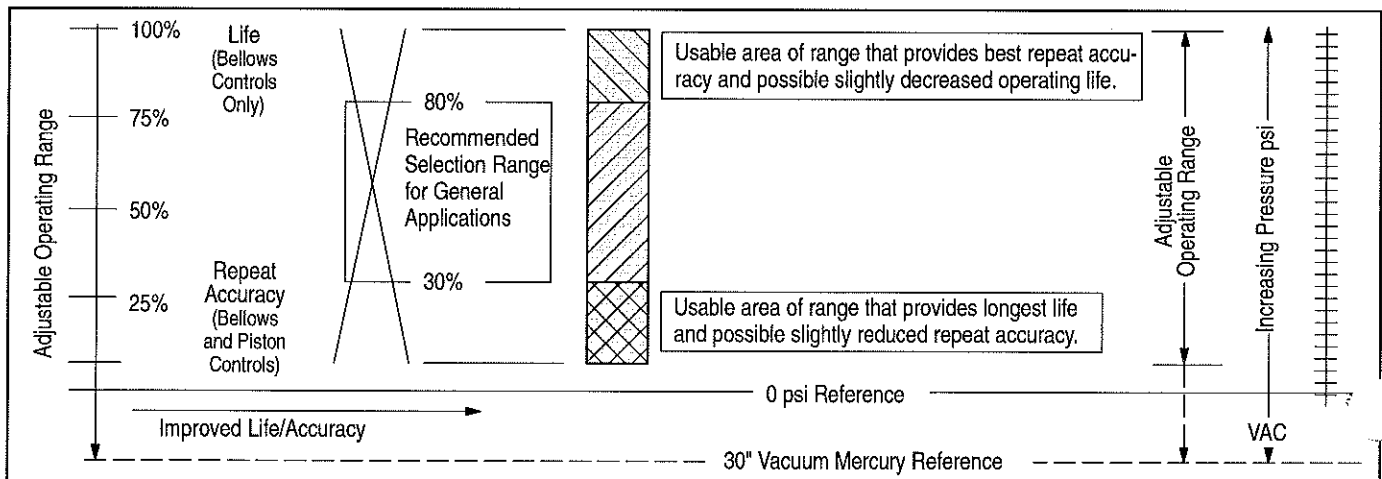 Adjustable Operating Range
100%
75%
50%
25%
Life
(Bellows
Controls
Only)
Repeat
Accuracy
(Bellows
and Piston
Controls)
80%
Recommended
Selection Range
for General
Applications
30%
Usable area of range that provides best repeat accu-
racy and possible slightly decreased operating life.
Usable area of range that provides longest life
and possible slightly reduced repeat accuracy.
Adjustable
Operating Range
Increasing Pressure psi
0 psi Reference
Improved Life/Accuracy
VAC
30" Vacuum Mercury Reference